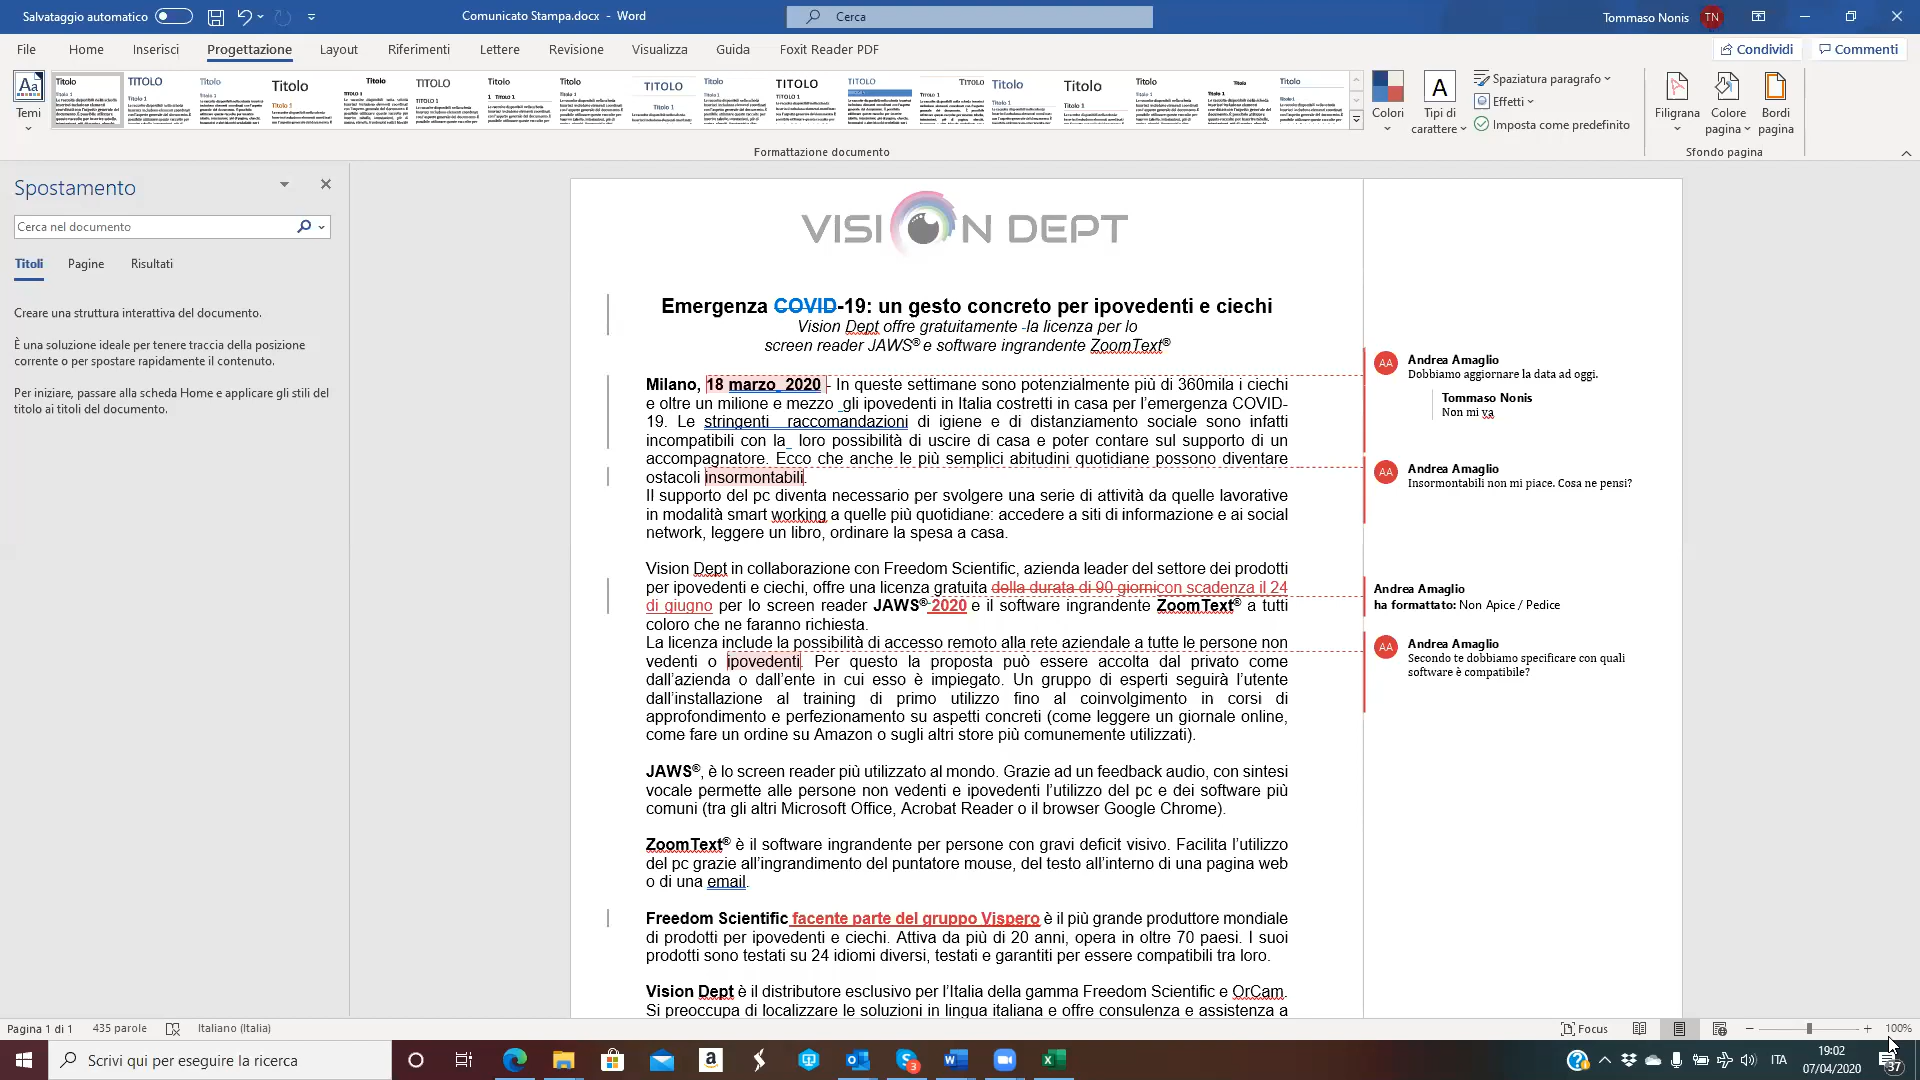 Salvataggio automatico
Comunicato Stampa.docx - Word
Cerca
Tommaso Nonis TN
File Home Inserisci Progettazione Layout Riferimenti Lettere Revisione Visualizza Guida Foxit Reader PDF
Condividi Commenti
Temi
Titolo TITOLO Titolo Titolo Titolo TITOLO Titolo Titolo TITOLO Titolo TITOLO TITOLO Titolo Titolo Titolo Titolo Titolo Titolo
Colori
Tipi di
carattere
Spaziatura paragrafo
Effetti
Imposta come predefinito
Filigrana
Colore
pagina
Bordi
pagina
Formattazione documento
Sfondo pagina
Spostamento
Cerca nel documento
Titoli Pagine Risultati
Creare una struttura interattiva del documento.
È una soluzione ideale per tenere traccia della posizione
corrente o per spostare rapidamente il contenuto.
Per iniziare, passare alla scheda Home e applicare gli stili del
titolo ai titoli del documento.
VISION DEPT
Emergenza COVID-19: un gesto concreto per ipovedenti e ciechi
Vision Dept offre gratuitamente -la licenza per lo
screen reader JAWS® e software ingrandente ZoomText®
Milano, 18 marzo 2020 - In queste settimane sono potenzialmente più di 360mila i ciechi
e oltre un milione e mezzo gli ipovedenti in Italia costretti in casa per l'emergenza COVID-
19. Le stringenti raccomandazioni di igiene e di distanziamento sociale sono infatti
incompatibili con la loro possibilità di uscire di casa e poter contare sul supporto di un
accompagnatore. Ecco che anche le più semplici abitudini quotidiane possono diventare
ostacoli insormontabili.
Il supporto del pc diventa necessario per svolgere una serie di attività da quelle lavorative
in modalità smart working a quelle più quotidiane: accedere a siti di informazione e ai social
network, leggere un libro, ordinare la spesa a casa.
Vision Dept in collaborazione con Freedom Scientific, azienda leader del settore dei prodotti
per ipovedenti e ciechi, offre una licenza gratuita della durata di 90 giornicon scadenza il 24
di giugno per lo screen reader JAWS® 2020 e il software ingrandente ZoomText® a tutti
coloro che ne faranno richiesta.
La licenza include la possibilità di accesso remoto alla rete aziendale a tutte le persone non
vedenti o ipovedenti. Per questo la proposta può essere accolta dal privato come
dall'azienda o dall'ente in cui esso è impiegato. Un gruppo di esperti seguirà l'utente
dall'installazione al training di primo utilizzo fino al coinvolgimento in corsi di
approfondimento e perfezionamento su aspetti concreti (come leggere un giornale online,
come fare un ordine su Amazon o sugli altri store più comunemente utilizzati).
JAWS®, è lo screen reader più utilizzato al mondo. Grazie ad un feedback audio, con sintesi
vocale permette alle persone non vedenti e ipovedenti l'utilizzo del pc e dei software più
comuni (tra gli altri Microsoft Office, Acrobat Reader o il browser Google Chrome).
ZoomText® è il software ingrandente per persone con gravi deficit visivo. Facilita l'utilizzo
del pc grazie all'ingrandimento del puntatore mouse, del testo all'interno di una pagina web
o di una email.
Freedom Scientific facente parte del gruppo Vispero è il più grande produttore mondiale
di prodotti per ipovedenti e ciechi. Attiva da più di 20 anni, opera in oltre 70 paesi. I suoi
prodotti sono testati su 24 idiomi diversi, testati e garantiti per essere compatibili tra loro.
Vision Dept è il distributore esclusivo per l'Italia della gamma Freedom Scientific e OrCam.
Si preoccupa di localizzare le soluzioni in lingua italiana e offre consulenza e assistenza a
AA Andrea Amaglio
Dobbiamo aggiornare la data ad oggi.
Tommaso Nonis
Non mi va
AA Andrea Amaglio
Insormontabili non mi piace. Cosa ne pensi?
Andrea Amaglio
ha formattato: Non Apice / Pedice
AA Andrea Amaglio
Secondo te dobbiamo specificare con quali
software è compatibile?
Pagina 1 di 1 435 parole Italiano (Italia)
Focus
100%
Scrivi qui per eseguire la ricerca
ITA
19:02
07/04/2020
37